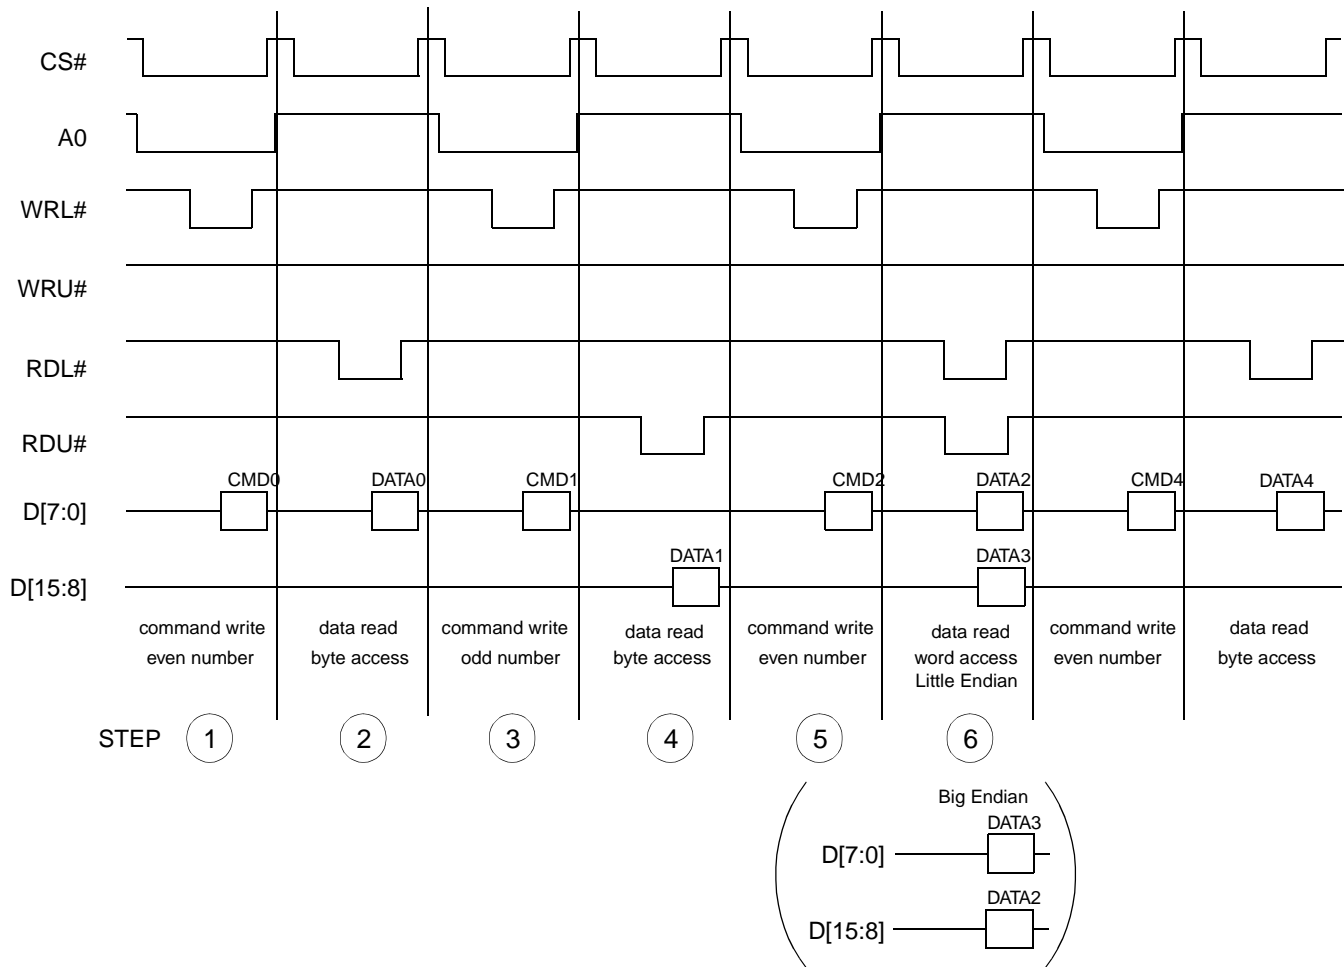 CS#
A0
WRL#
WRU#
RDL#
RDU#
CMD0 DATA0 CMD1 CMD2 DATA2 CMD4 DATA4
D[7:0]
DATA1 DATA3
D[15:8]
command write data read command write data read command write data read command write data read
even number byte access odd number byte access even number word access even number byte access
Little Endian
STEP 1 2 3 4 5 6
Big Endian
DATA3
D[7:0]
DATA2
D[15:8]